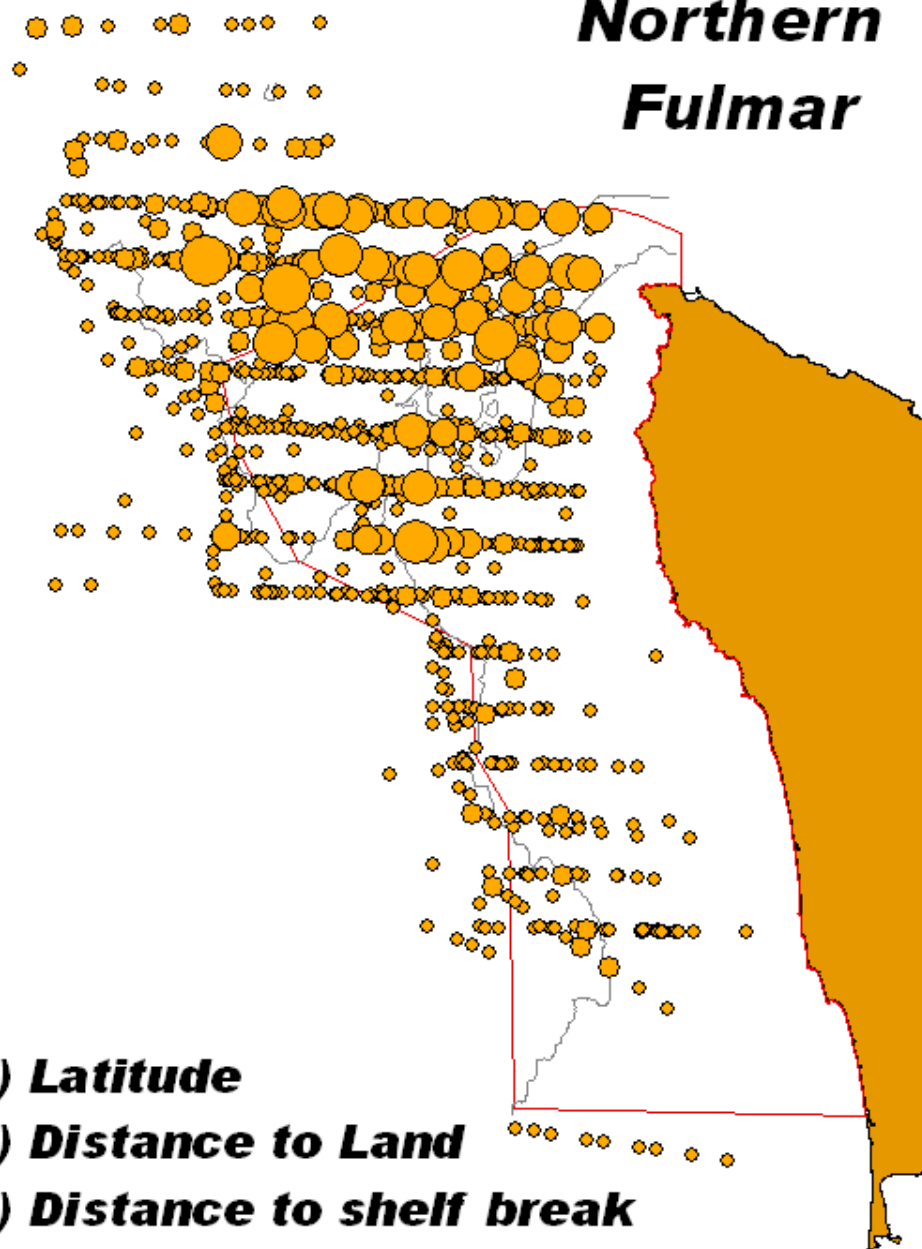 Northern
Fulmar
) Latitude
) Distance to Land
) Distance to shelf break